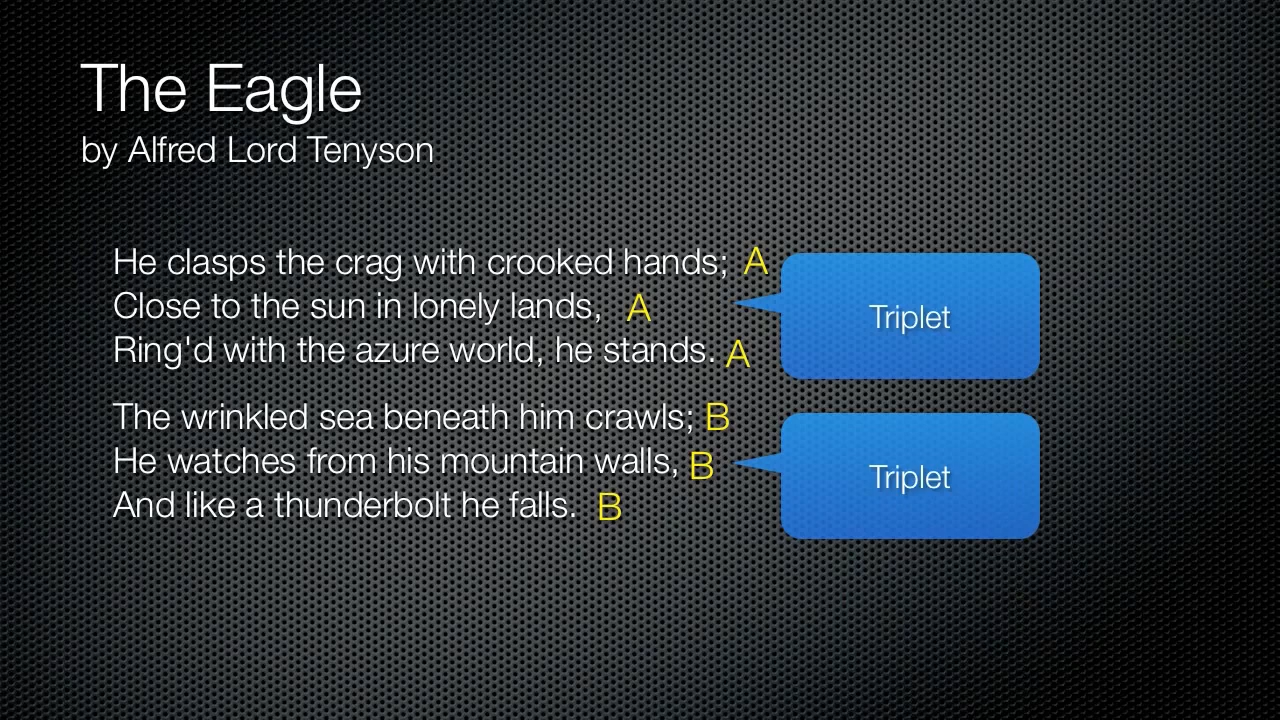 The Eagle
by Alfred Lord Tenyson
He clasps the crag with crooked hands; A
Close to the sun in lonely lands, A
Ring'd with the azure world, he stands. A
Triplet
The wrinkled sea beneath him crawls; B
He watches from his mountain walls, B
And like a thunderbolt he falls. B
Triplet